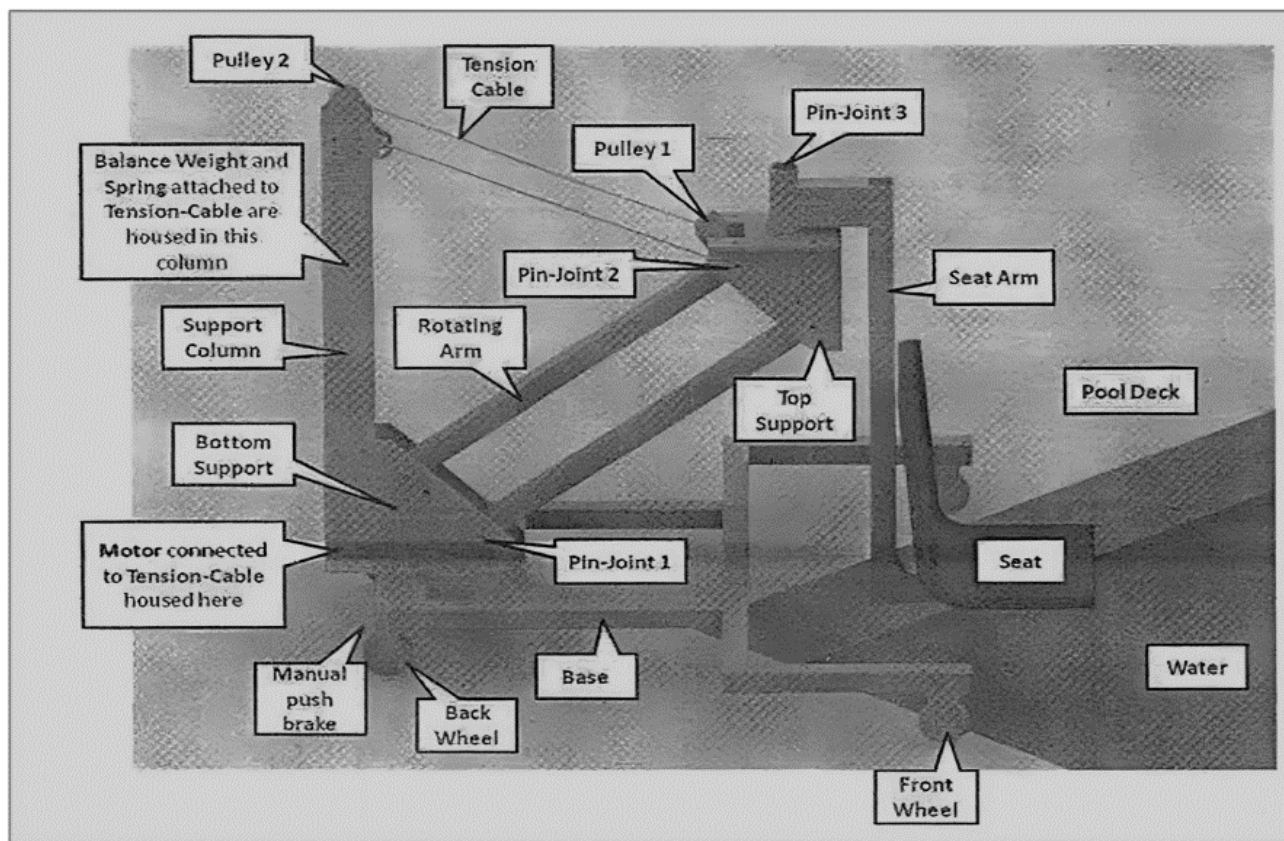 Pulley 2
Tension
Cable
Pin-Joint 3
Pulley 1
Balance Weight and
Spring attached to
Tension-Cable are
housed in this
column
Pin-Joint 2
Seat Arm
Rotating
Arm
Support
Column
Top
Support
Pool Deck
Bottom
Support
Motor connected
to Tension-Cable
housed here
Pin-Joint 1
Seat
Manual
push
brake
Back
Wheel
Base
Water
Front
Wheel